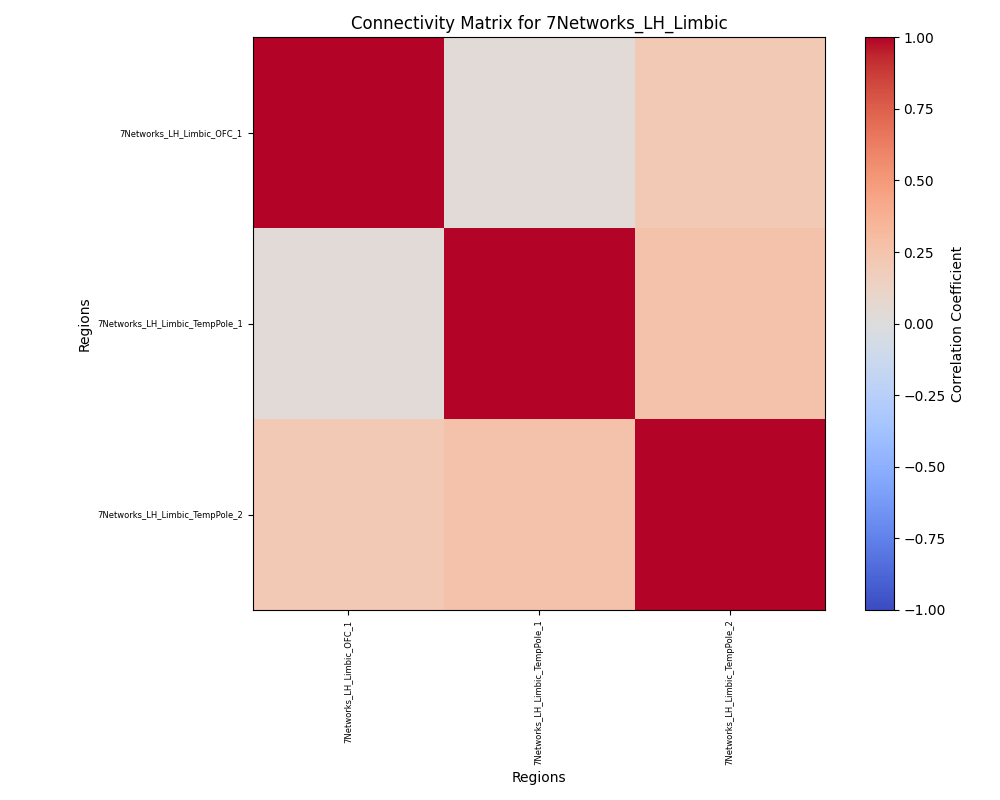 Connectivity Matrix for 7Networks_LH_Limbic
7Networks_LH_Limbic_OFC_1
7Networks_LH_Limbic_TempPole_1
7Networks_LH_Limbic_TempPole_2
Regions
7Networks_LH_Limbic_OFC_1
7Networks_LH_Limbic_TempPole_1
7Networks_LH_Limbic_TempPole_2
Regions
1.00
0.75
0.50
0.25
0.00
−0.25
−0.50
−0.75
−1.00
Correlation Coefficient